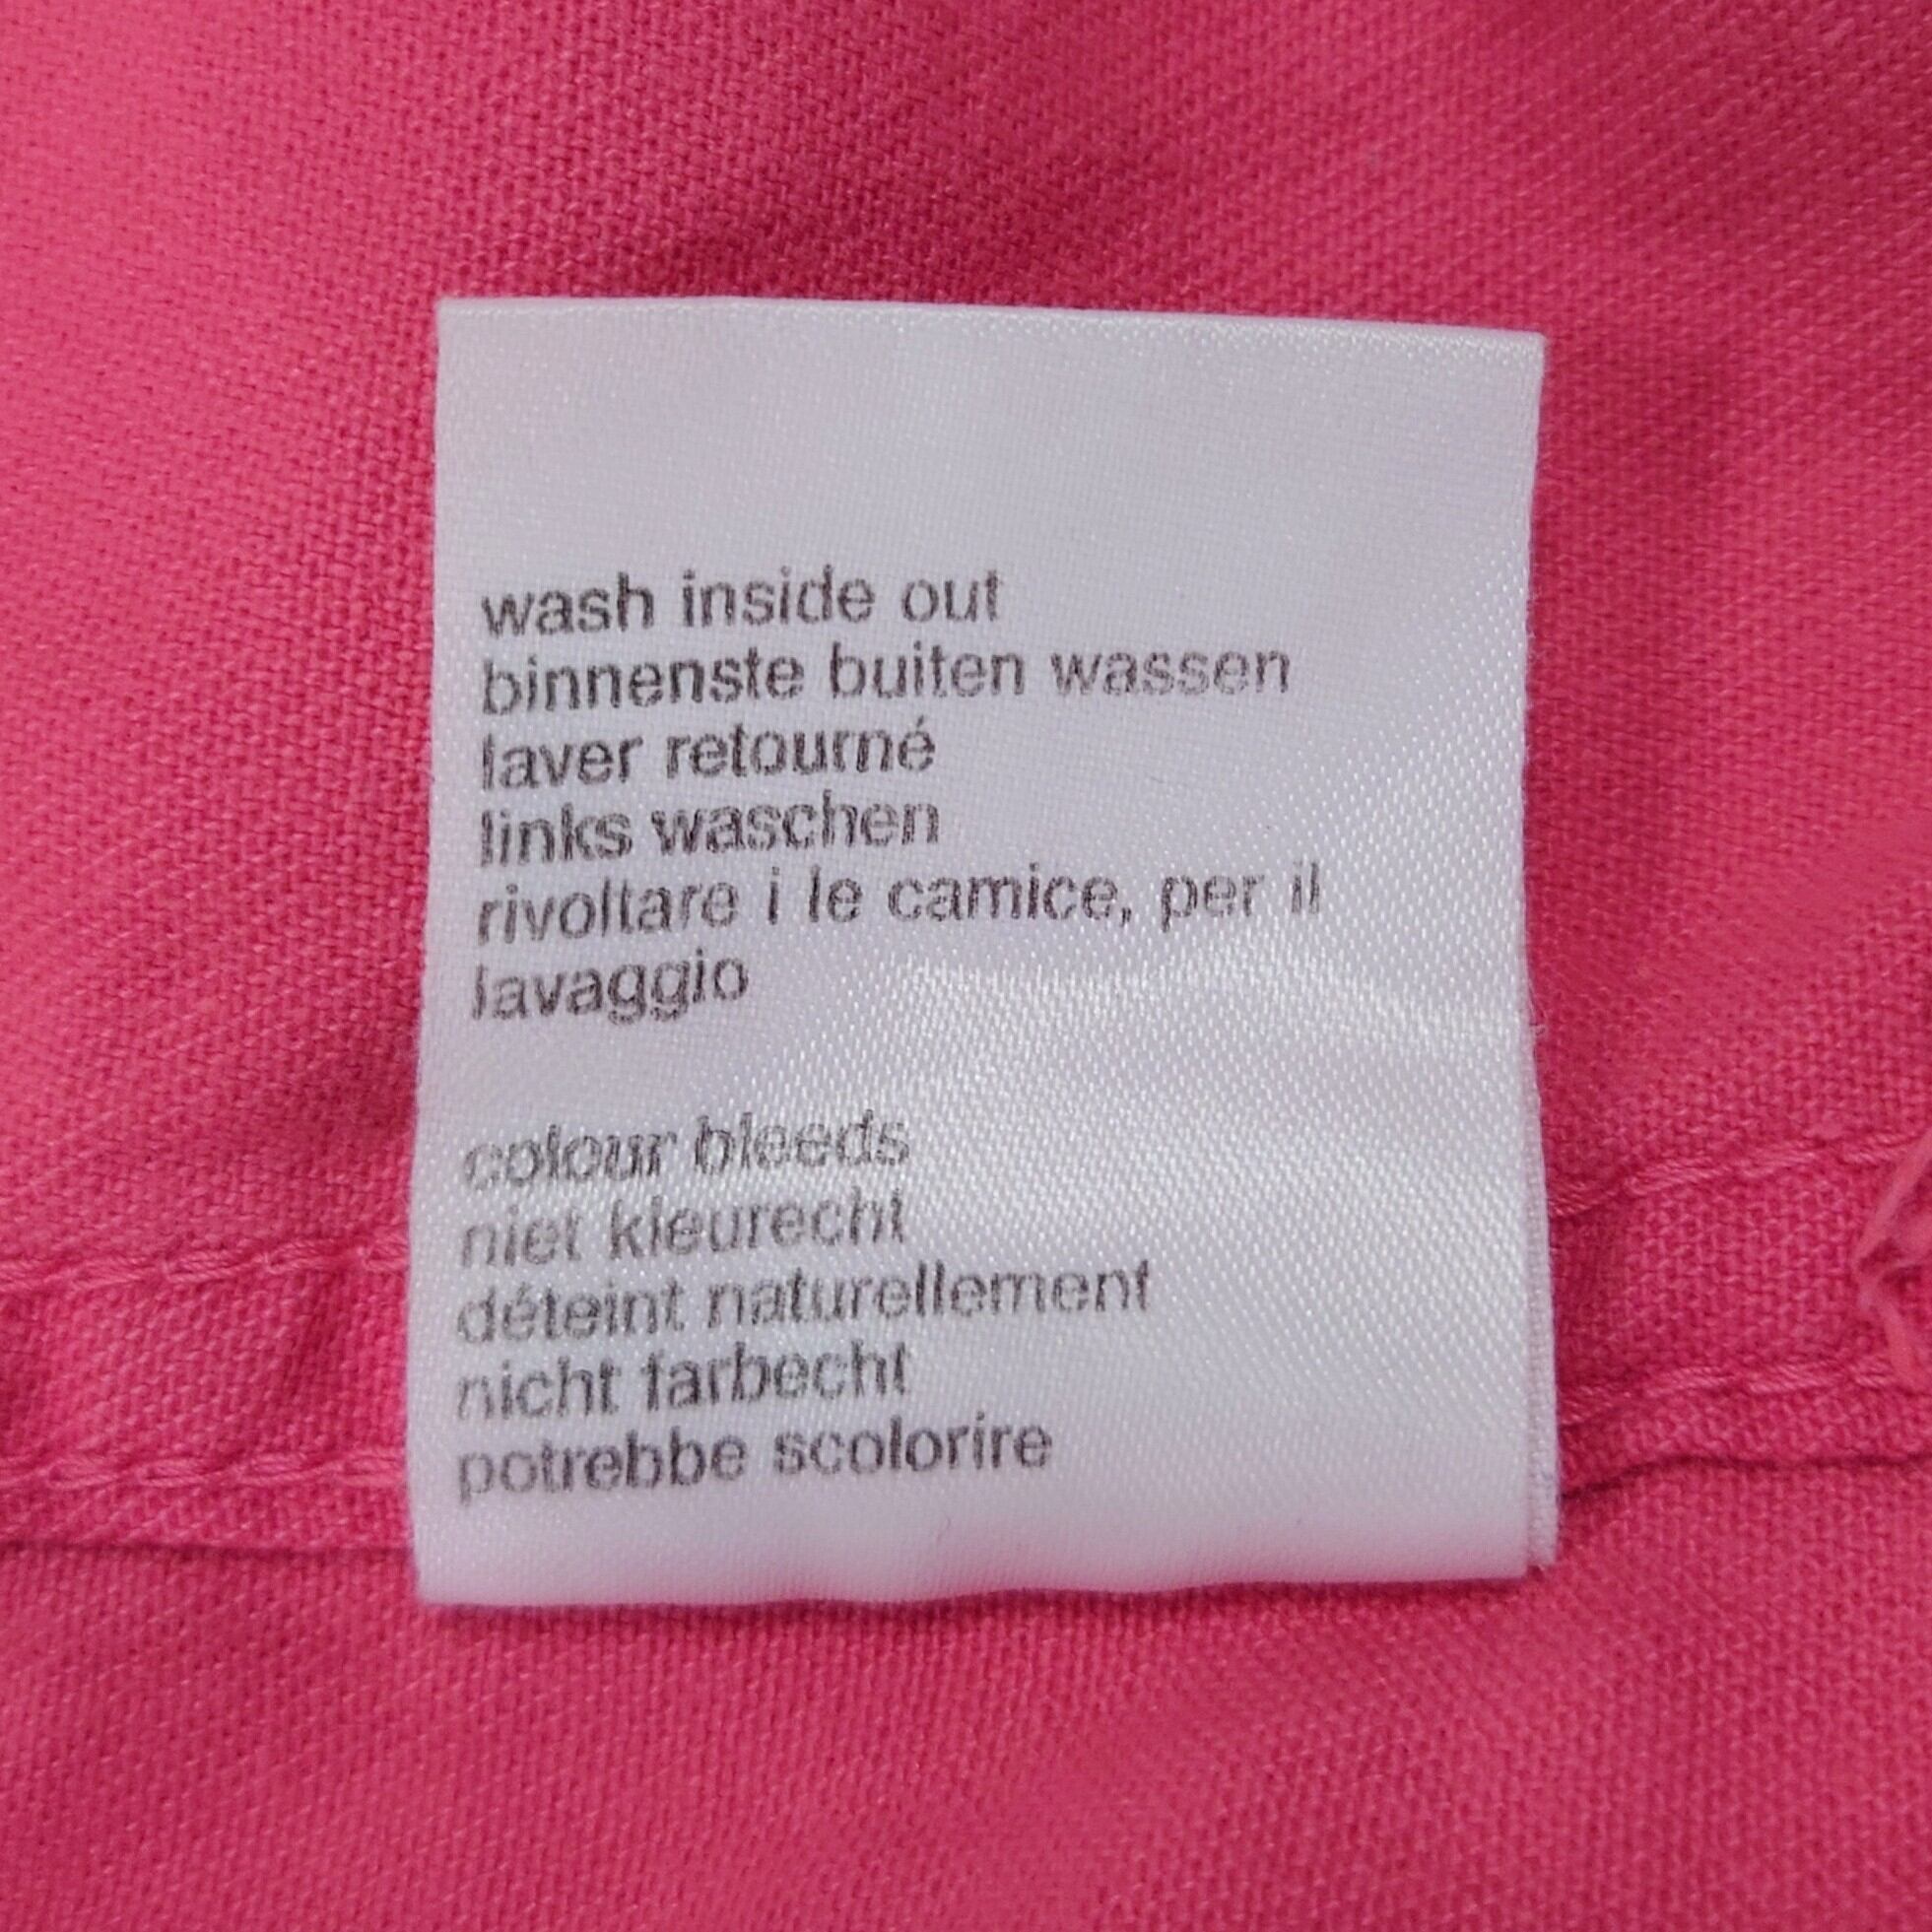 wash inside out
binnenste buiten wassen
laver retourné
links waschen
rivoltare i le camice, per il
lavaggio
colour bleeds
niet kleurecht
déteint naturellement
nicht farbecht
potrebbe scolorire